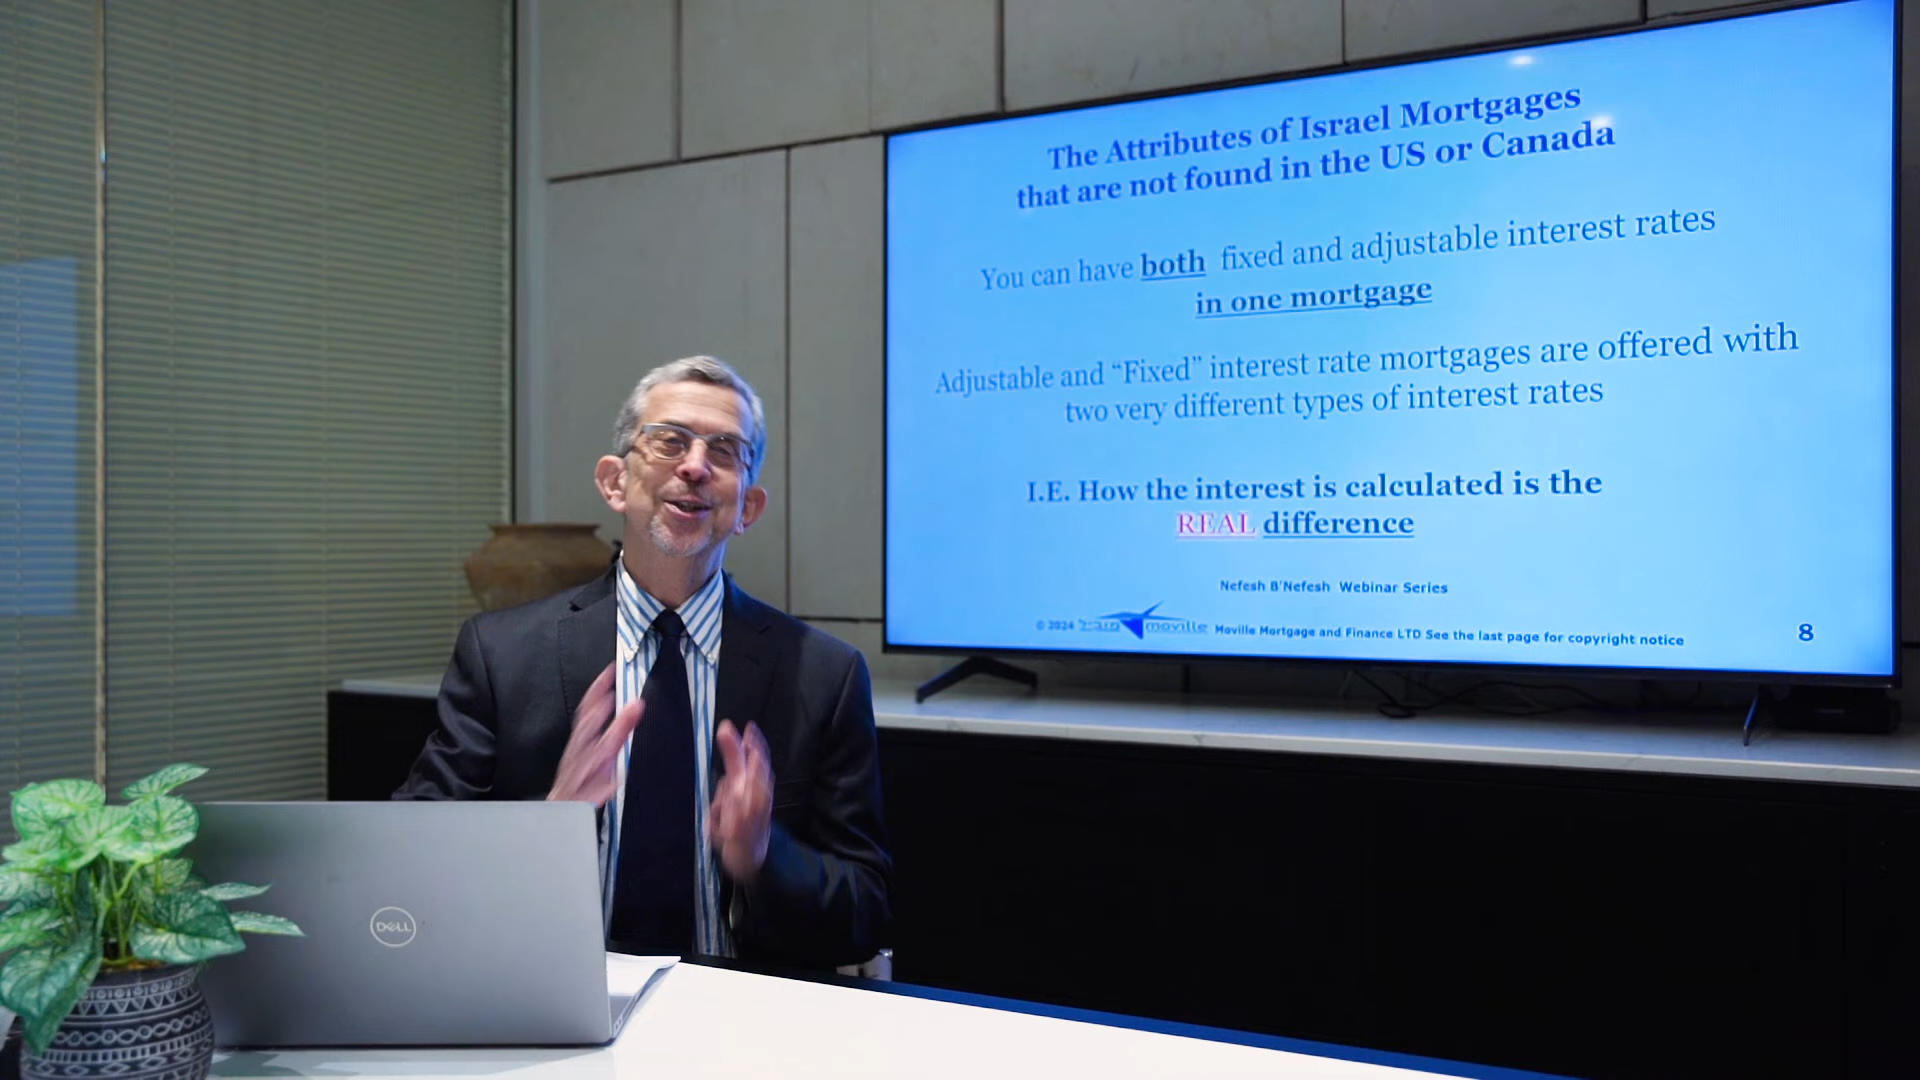 The Attributes of Israel Mortgages
that are not found in the US or Canada
You can have both fixed and adjustable interest rates
in one mortgage
Adjustable and “Fixed” interest rate mortgages are offered with
two very different types of interest rates
I.E. How the interest is calculated is the
REAL difference
Nefesh B'Nefesh Webinar Series
© 2024 moville Moville Mortgage and Finance LTD See the last page for copyright notice
8
DELL